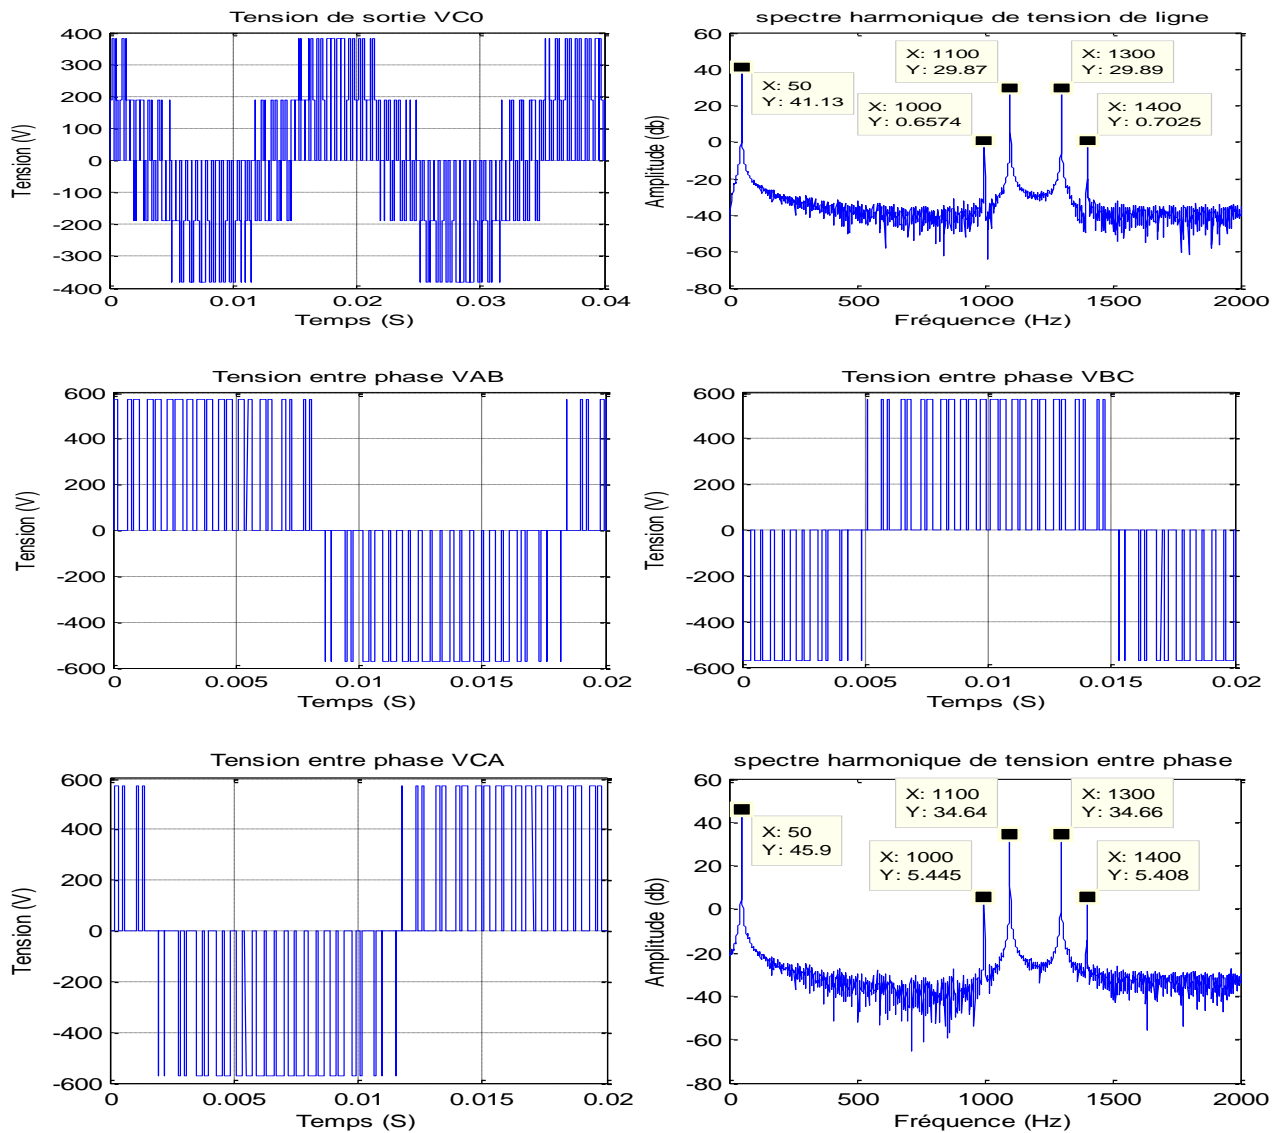 Tension de sortie VC0
400
300
200
100
0
-100
-200
-300
-400
Tension (V)
0
0.01
0.02
0.03
0.04
Temps (S)
spectre harmonique de tension de ligne
60
40
20
0
-20
-40
-60
-80
Amplitude (db)
X: 50
Y: 41.13
X: 1100
Y: 29.87
X: 1000
Y: 0.6574
X: 1300
Y: 29.89
X: 1400
Y: 0.7025
0
500
1000
1500
2000
Fréquence (Hz)
Tension entre phase VAB
600
400
200
0
-200
-400
-600
Tension (V)
0
0.005
0.01
0.015
0.02
Temps (S)
Tension entre phase VBC
600
400
200
0
-200
-400
-600
Tension (V)
0
0.005
0.01
0.015
0.02
Temps (S)
Tension entre phase VCA
600
400
200
0
-200
-400
-600
Tension (V)
0
0.005
0.01
0.015
0.02
Temps (S)
spectre harmonique de tension entre phase
60
40
20
0
-20
-40
-60
-80
Amplitude (db)
X: 50
Y: 45.9
X: 1100
Y: 34.64
X: 1000
Y: 5.445
X: 1300
Y: 34.66
X: 1400
Y: 5.408
0
500
1000
1500
2000
Fréquence (Hz)